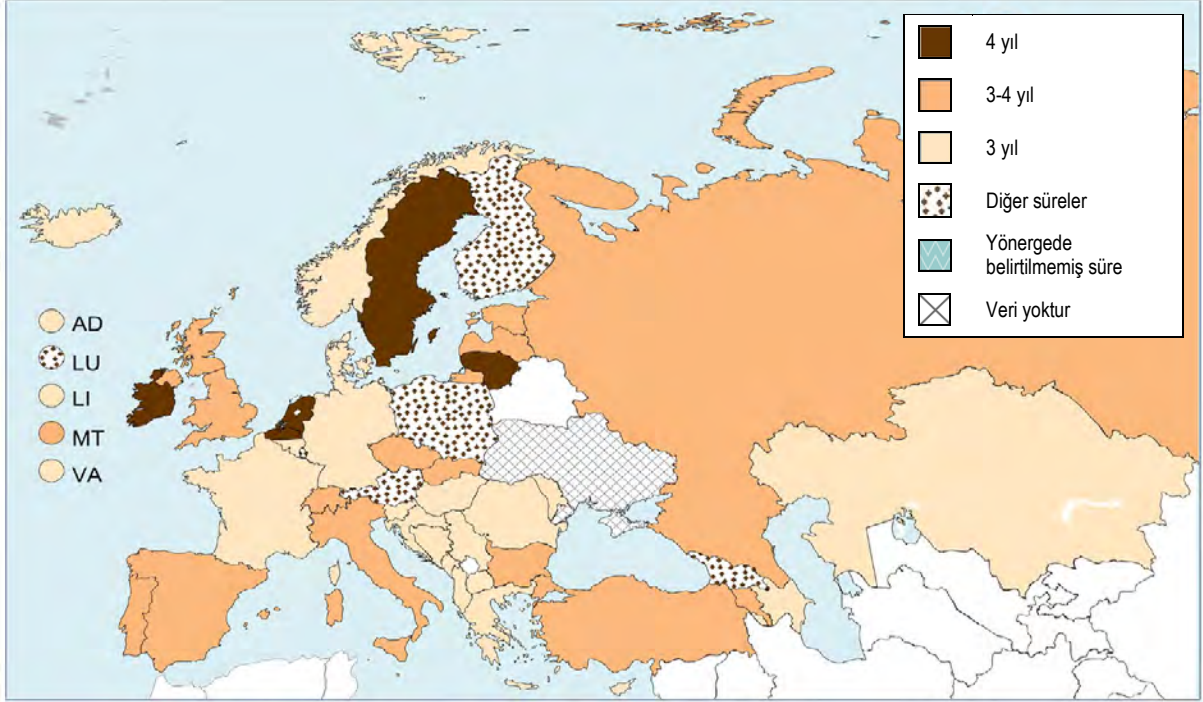 4 yıl
3-4 yıl
3 yıl
Diğer süreler
Yönergede
belirtilmemiş süre
Veri yoktur
AD
LU
LI
MT
VA